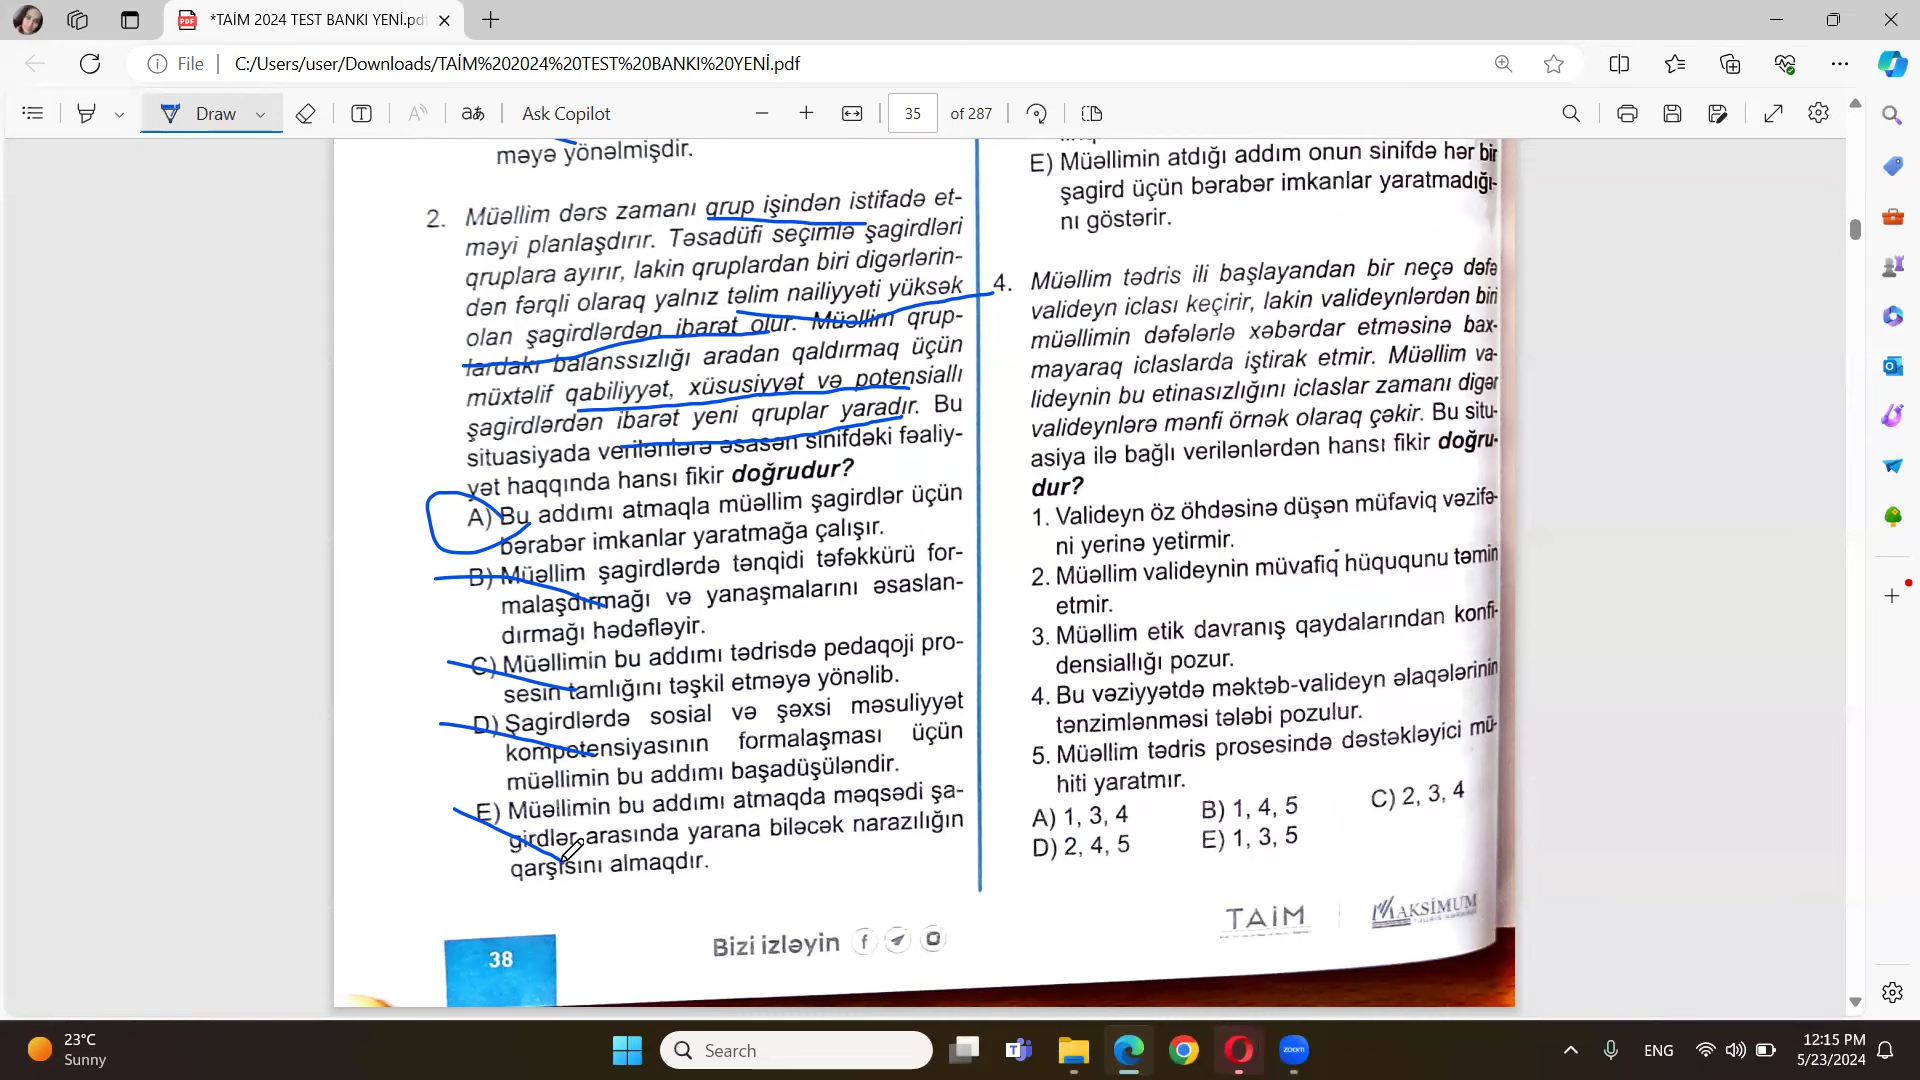 *TAİM 2024 TEST BANKI YENİ.pdf
File
C:/Users/user/Downloads/TAİM%202024%20TEST%20BANKI%20YENİ.pdf
Draw
Ask Copilot
35 of 287
məyə yönəlmişdir.
2. Müəllim dərs zamanı qrup işindən istifadə et-
məyi planlaşdırır. Təsadüfi seçimlə şagirdləri
qruplara ayırır, lakin qruplardan biri digərlərin-
dən fərqli olaraq yalnız təlim nailiyyəti yüksək
olan şagirdlərdən ibarət olur. Müəllim qrup-
lardakı balanssızlığı aradan qaldırmaq üçün
müxtəlif qabiliyyət, xüsusiyyət və potensiallı
şagirdlərdən ibarət yeni qruplar yaradır. Bu
situasiyada verilənlərə əsasən sinifdəki fəaliy-
yət haqqında hansı fikir doğrudur?
A) Bu addımı atmaqla müəllim şagirdlər üçün
bərabər imkanlar yaratmağa çalışır.
B) Müəllim şagirdlərdə tənqidi təfəkkürü for-
malaşdırmağı və yanaşmalarını əsaslan-
dırmağı hədəfləyir.
C) Müəllimin bu addımı tədrisdə pedaqoji pro-
sesin tamlığını təşkil etməyə yönəlib.
D) Şagirdlərdə sosial və şəxsi məsuliyyət
kompetensiyasının formalaşması üçün
müəllimin bu addımı başadüşüləndir.
E) Müəllimin bu addımı atmaqda məqsədi şa-
girdlər arasında yarana biləcək narazılığın
qarşısını almaqdır.
E) Müəllimin atdığı addım onun sinifdə hər bir
şagird üçün bərabər imkanlar yaratmadığı-
nı göstərir.
4. Müəllim tədris ili başlayandan bir neçə dəfə
valideyn iclası keçirir, lakin valideynlərdən biri
müəllimin dəfələrlə xəbərdar etməsinə bax-
mayaraq iclaslarda iştirak etmir. Müəllim va-
lideynin bu etinasızlığını iclaslar zamanı digər
valideynlərə mənfi örnək olaraq çəkir. Bu situ-
asiya ilə bağlı verilənlərdən hansı fikir doğru-
dur?
1. Valideyn öz öhdəsinə düşən müfaviq vəzifə-
ni yerinə yetirmir.
2. Müəllim valideynin müvafiq hüququnu təmin
etmir.
3. Müəllim etik davranış qaydalarından konfi-
densiallığı pozur.
4. Bu vəziyyətdə məktəb-valideyn əlaqələrinin
tənzimlənməsi tələbi pozulur.
5. Müəllim tədris prosesində dəstəkləyici mü-
hiti yaratmır.
A) 1, 3, 4 B) 1, 4, 5 C) 2, 3, 4
D) 2, 4, 5 E) 1, 3, 5
38
Bizi izləyin
TAİM
MAKSİMUM
23°C
Sunny
Search
zoom
ENG
12:15 PM
5/23/2024